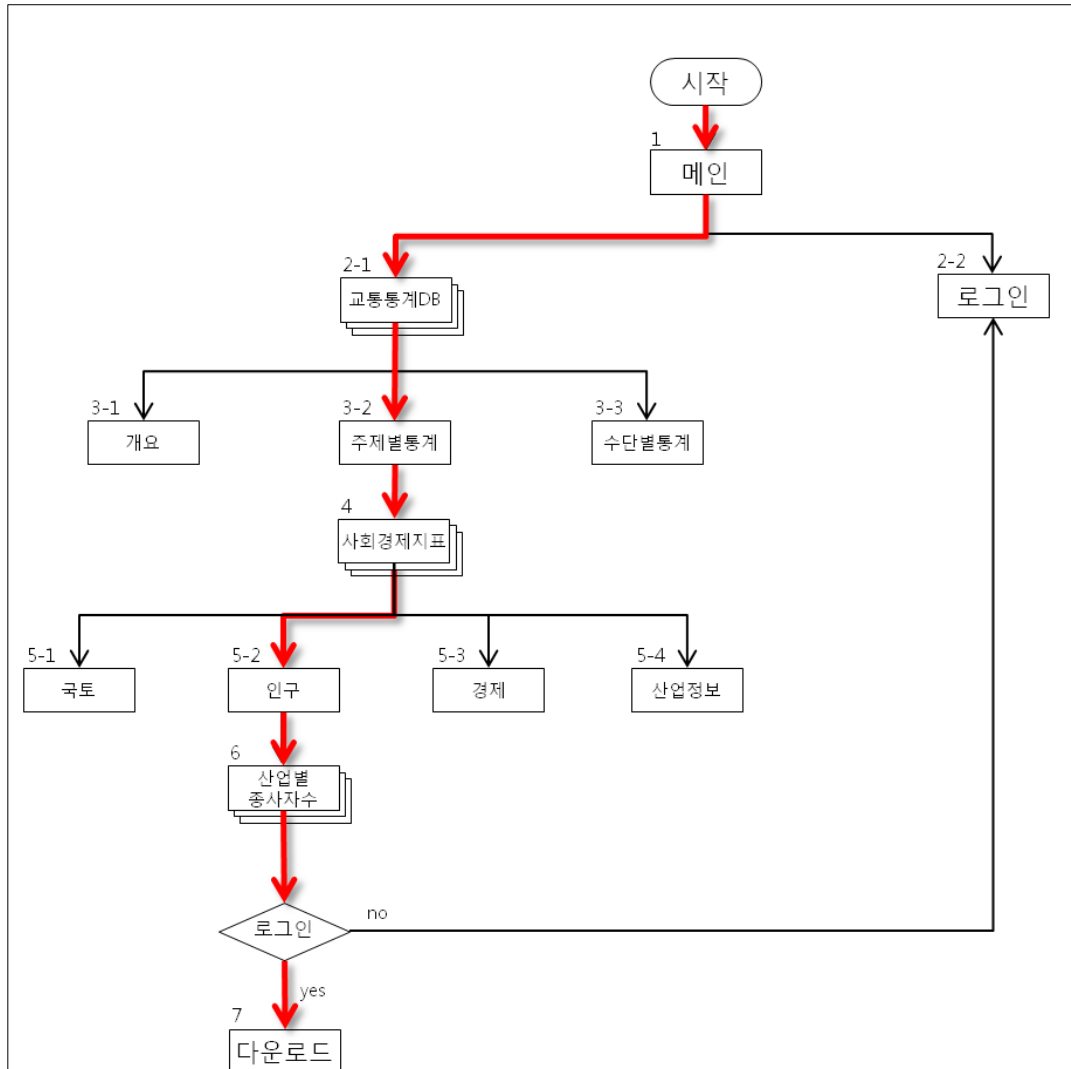 시작
1
메인
2-1
교통통계DB
2-2
로그인
3-1
개요
3-2
주제별통계
3-3
수단별통계
4
사회경제지표
5-1
국토
5-2
인구
5-3
경제
5-4
산업정보
6
산업별
종사자수
로그인
no
yes
7
다운로드